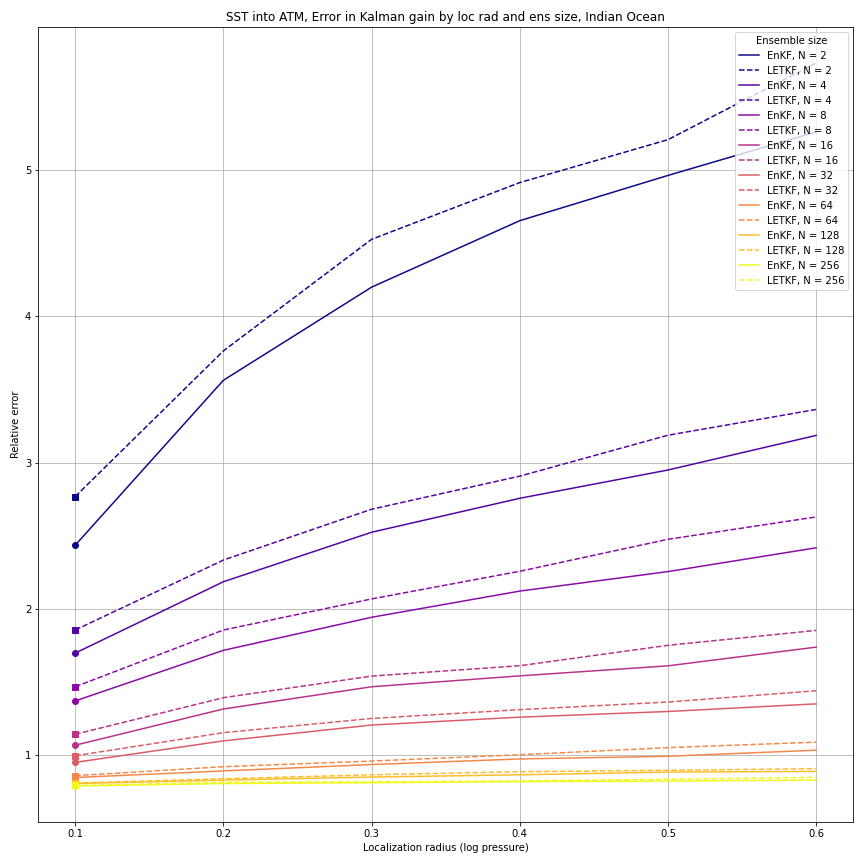 SST into ATM, Error in Kalman gain by loc rad and ens size, Indian Ocean
Ensemble size
EnKF, N = 2
LETKF, N = 2
EnKF, N = 4
LETKF, N = 4
EnKF, N = 8
LETKF, N = 8
EnKF, N = 16
LETKF, N = 16
EnKF, N = 32
LETKF, N = 32
EnKF, N = 64
LETKF, N = 64
EnKF, N = 128
LETKF, N = 128
EnKF, N = 256
LETKF, N = 256
Relative error
5
4
3
2
1
0.1 0.2 0.3 0.4 0.5 0.6
Localization radius (log pressure)